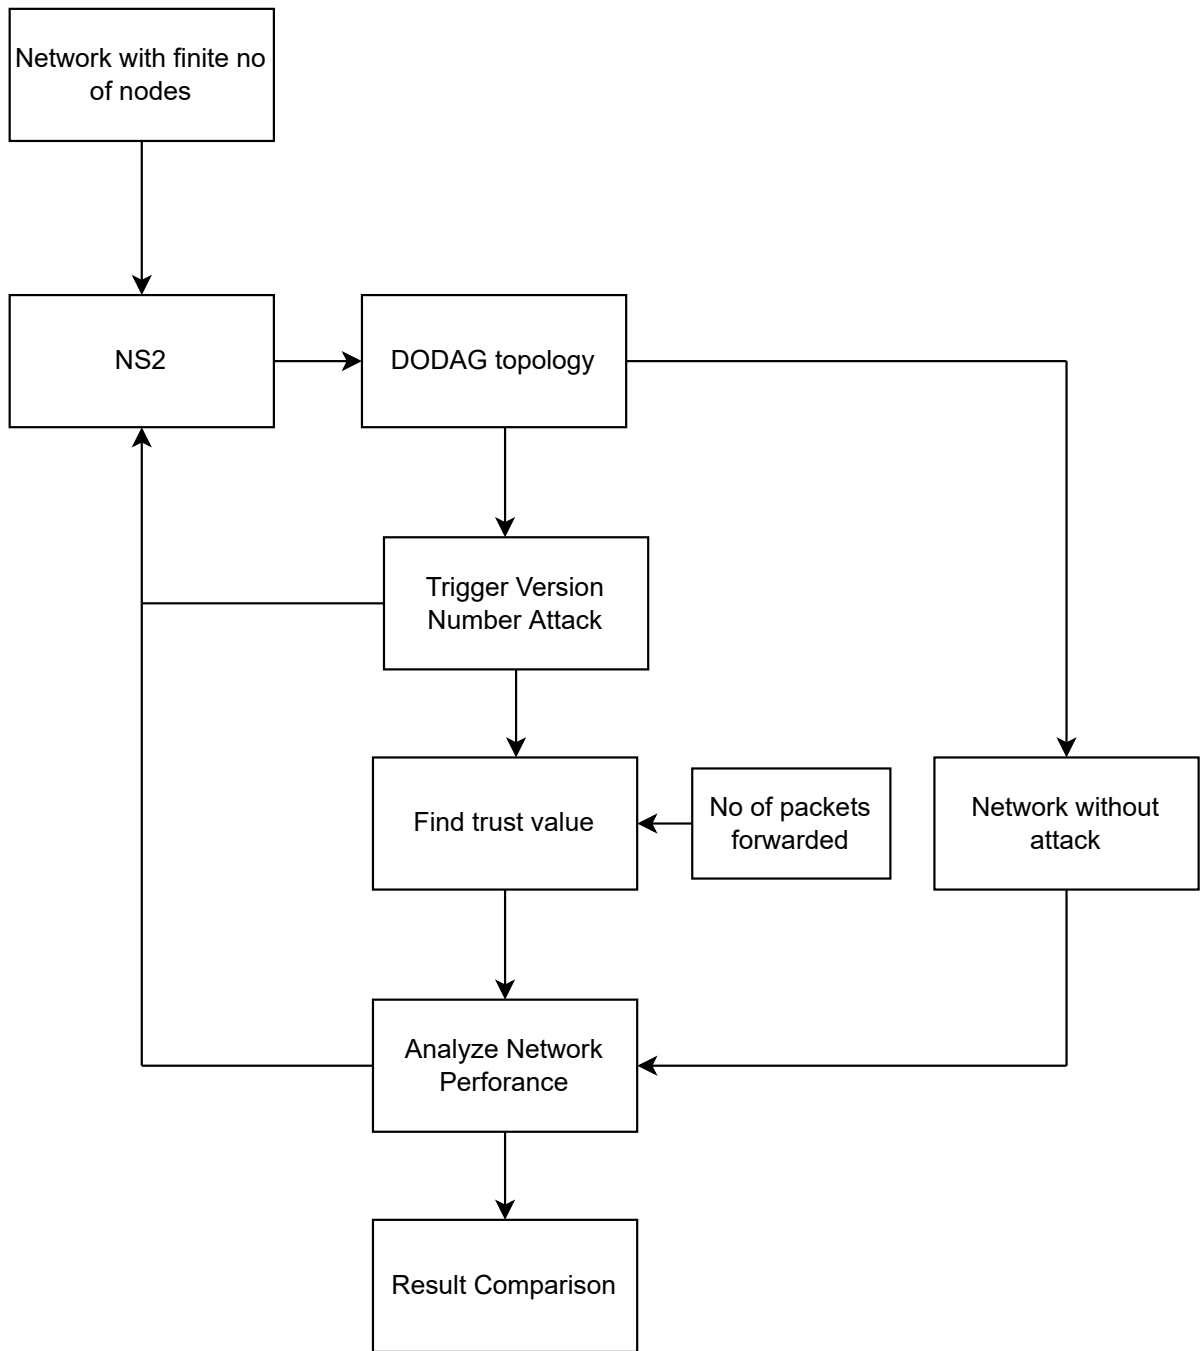 Network with finite no
of nodes
NS2
DODAG topology
Trigger Version
Number Attack
Find trust value
No of packets
forwarded
Network without
attack
Analyze Network
Perforance
Result Comparison